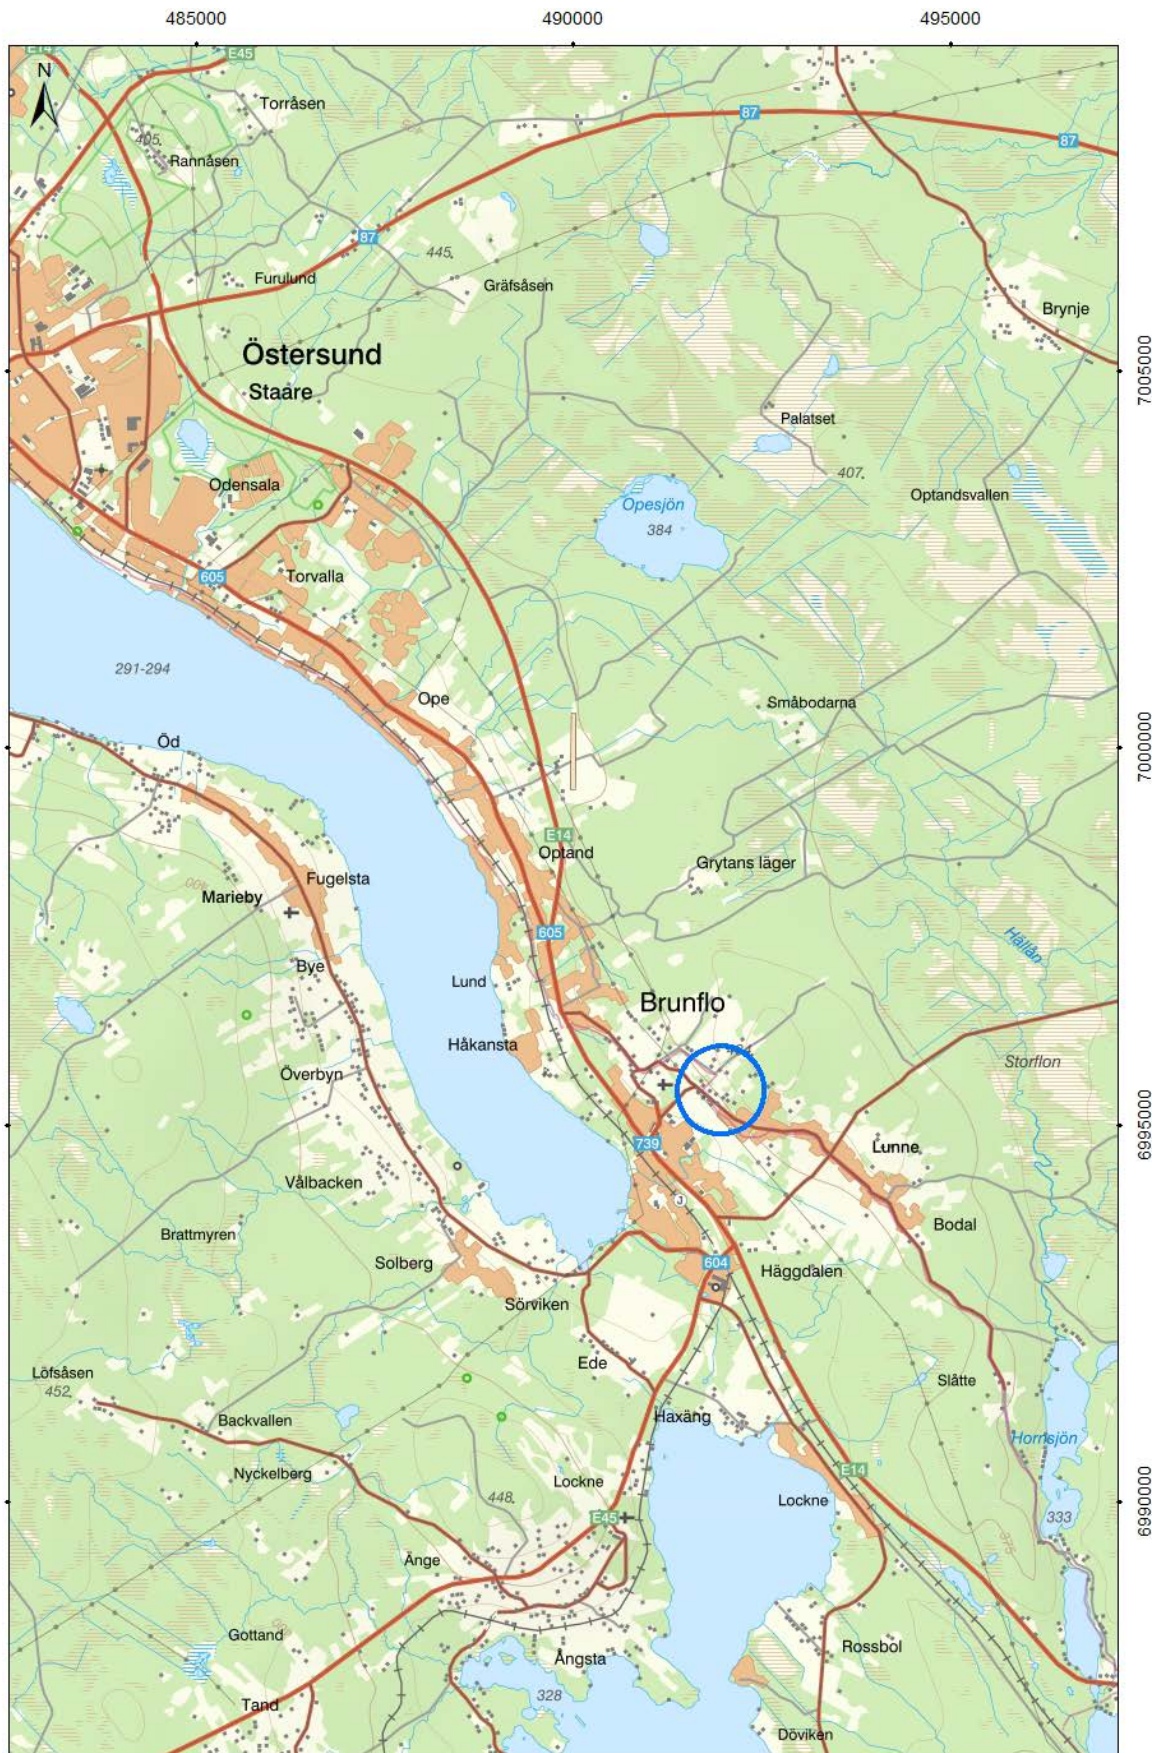 485000
490000
495000
E14
E45
N
Torråsen
87
87
405
Rannåsen
87
445
Furulund
Gräfsåsen
Brynje
Östersund
Staare
7005000
Palatset
Odensala
407
Optandsvallen
Opesjön
384
605
Torvalla
291-294
Ope
Småbodarna
Öd
7000000
E14
Optand
Grytans läger
Fugelsta
400
Marieby
605
Hällån
Bye
Lund
Brunflo
Håkansta
Storflon
Överbyn
6995000
739
Lunne
Vålbacken
J
Brattmyren
Bodal
Solberg
604
Häggdalen
Sörviken
Ede
Löfsåsen
452
Slåtte
Backvallen
Haxäng
Hornsjön
Nyckelberg
E14
Lockne
448
Lockne
6990000
E45
333
375
Änge
Gottand
Rossbol
Ångsta
328
Tand
Döviken